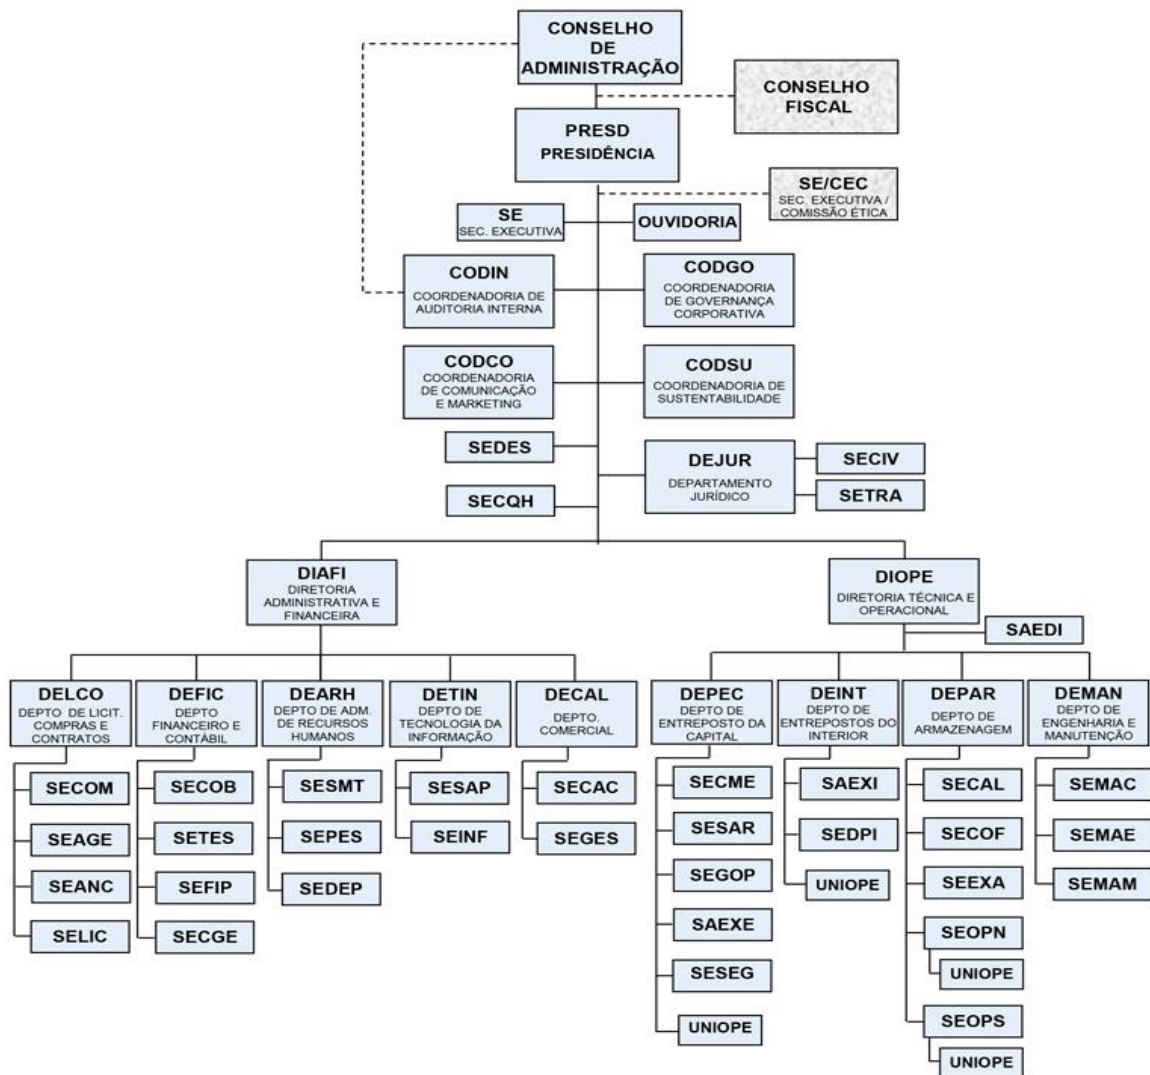 CONSELHO
DE
ADMINISTRAÇÃO
CONSELHO
FISCAL
PRESD
PRESIDÊNCIA
SE/CEC
SEC. EXECUTIVA /
COMISSÃO ÉTICA
SE
SEC. EXECUTIVA
OUVIDORIA
CODIN
COORDENADORIA DE
AUDITORIA INTERNA
CODGO
COORDENADORIA
DE GOVERNANÇA
CORPORATIVA
CODCO
COORDENADORIA
DE COMUNICAÇÃO
E MARKETING
CODSU
COORDENADORIA DE
SUSTENTABILIDADE
SEDES
DEJUR
DEPARTAMENTO
JURÍDICO
SECIV
SETRA
SECQH
DIAFI
DIRETORIA
ADMINISTRATIVA E
FINANCEIRA
DIOPE
DIRETORIA TÉCNICA E
OPERACIONAL
SAEDI
DELCO
DEPTO DE LICIT.
COMPRAS E
CONTRATOS
DEFIC
DEPTO
FINANCEIRO E
CONTÁBIL
DEARH
DEPTO DE ADM.
DE RECURSOS
HUMANOS
DETIN
DEPTO DE
TECNOLOGIA DA
INFORMAÇÃO
DECAL
DEPTO.
COMERCIAL
DEPEC
DEPTO DE
ENTREPOSTO DA
CAPITAL
DEINT
DEPTO DE
ENTREPOSTOS DO
INTERIOR
DEPAR
DEPTO DE
ARMAZENAGEM
DEMAN
DEPTO DE
ENGENHARIA E
MANUTENÇÃO
SECOM
SEAGE
SEANC
SELIC
SECOB
SETES
SEFIP
SECGE
SESMT
SEPES
SEDEP
SESAP
SEINF
SECAC
SEGES
SECME
SESAR
SEGOP
SAEXE
SESEG
UNIOPE
SAEXI
SEDPI
UNIOPE
SECAL
SECOF
SEEXA
SEOPN
UNIOPE
SEOPS
UNIOPE
SEMAC
SEMAE
SEMAM